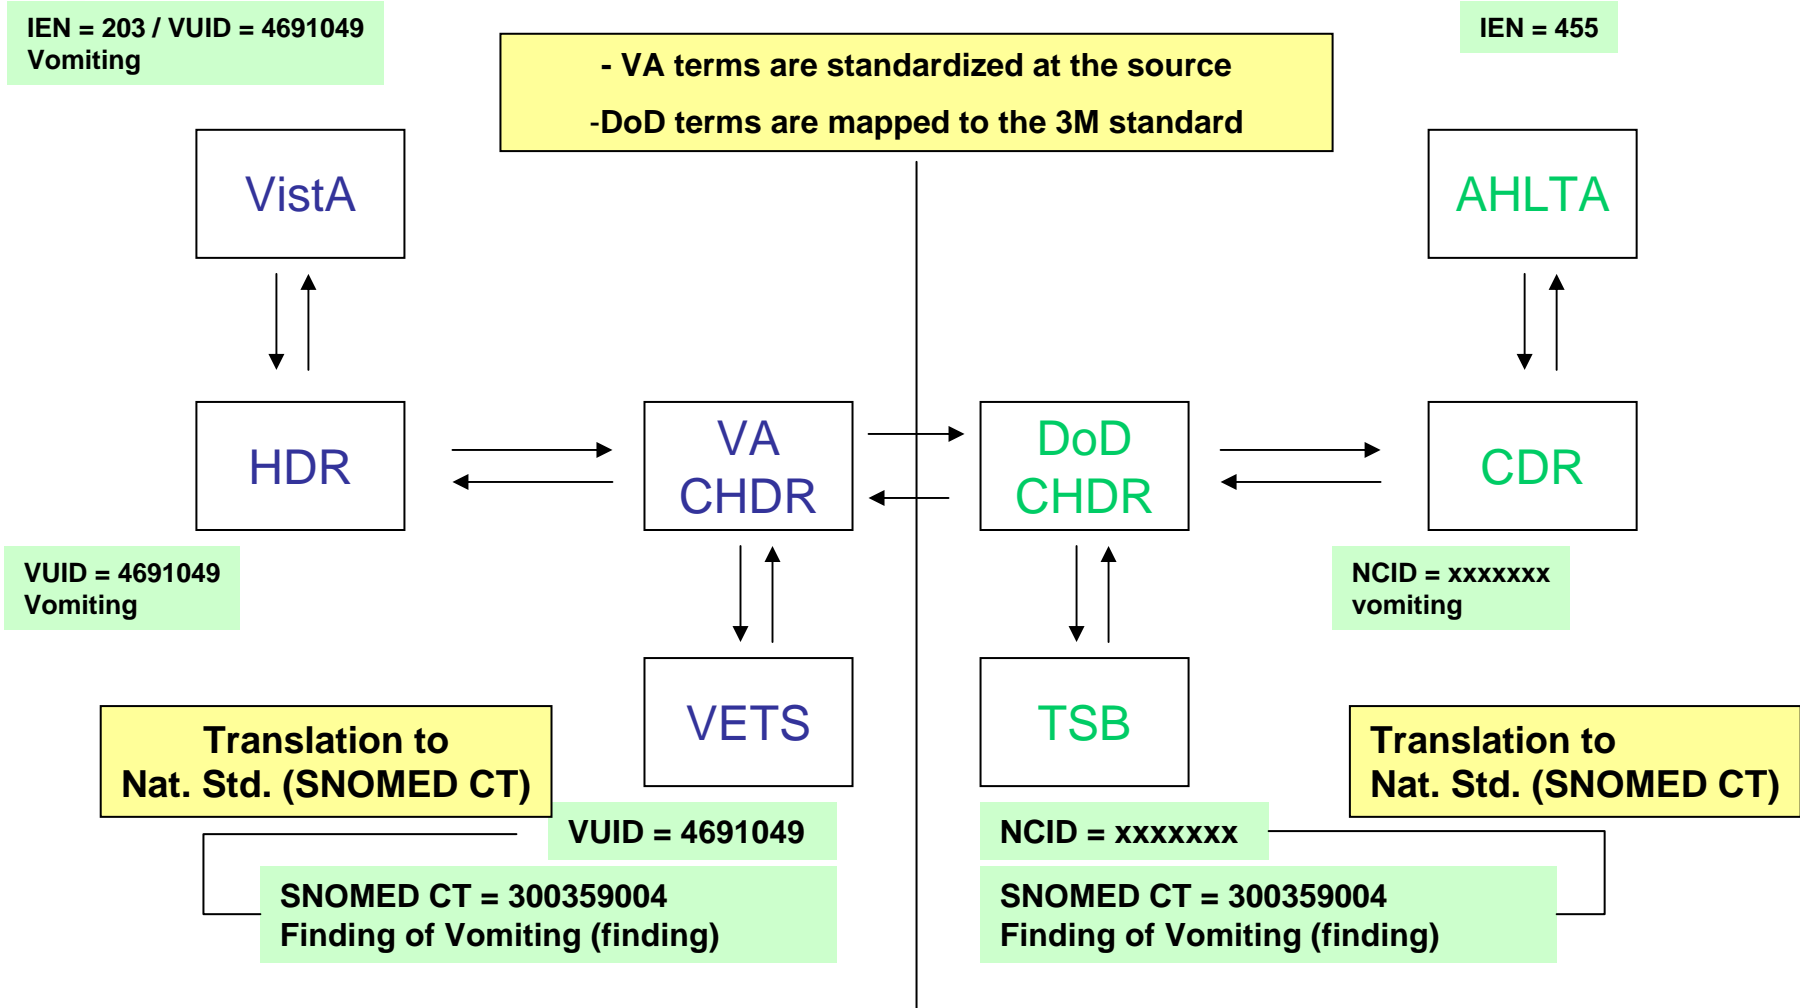 IEN = 203 / VUID = 4691049
Vomiting
IEN = 455
- VA terms are standardized at the source
-DoD terms are mapped to the 3M standard
VistA
AHLTA
HDR
VA
CHDR
DoD
CHDR
CDR
VUID = 4691049
Vomiting
NCID = xxxxxxx
vomiting
VETS
TSB
Translation to
Nat. Std. (SNOMED CT)
Translation to
Nat. Std. (SNOMED CT)
VUID = 4691049
NCID = xxxxxxx
SNOMED CT = 300359004
Finding of Vomiting (finding)
SNOMED CT = 300359004
Finding of Vomiting (finding)